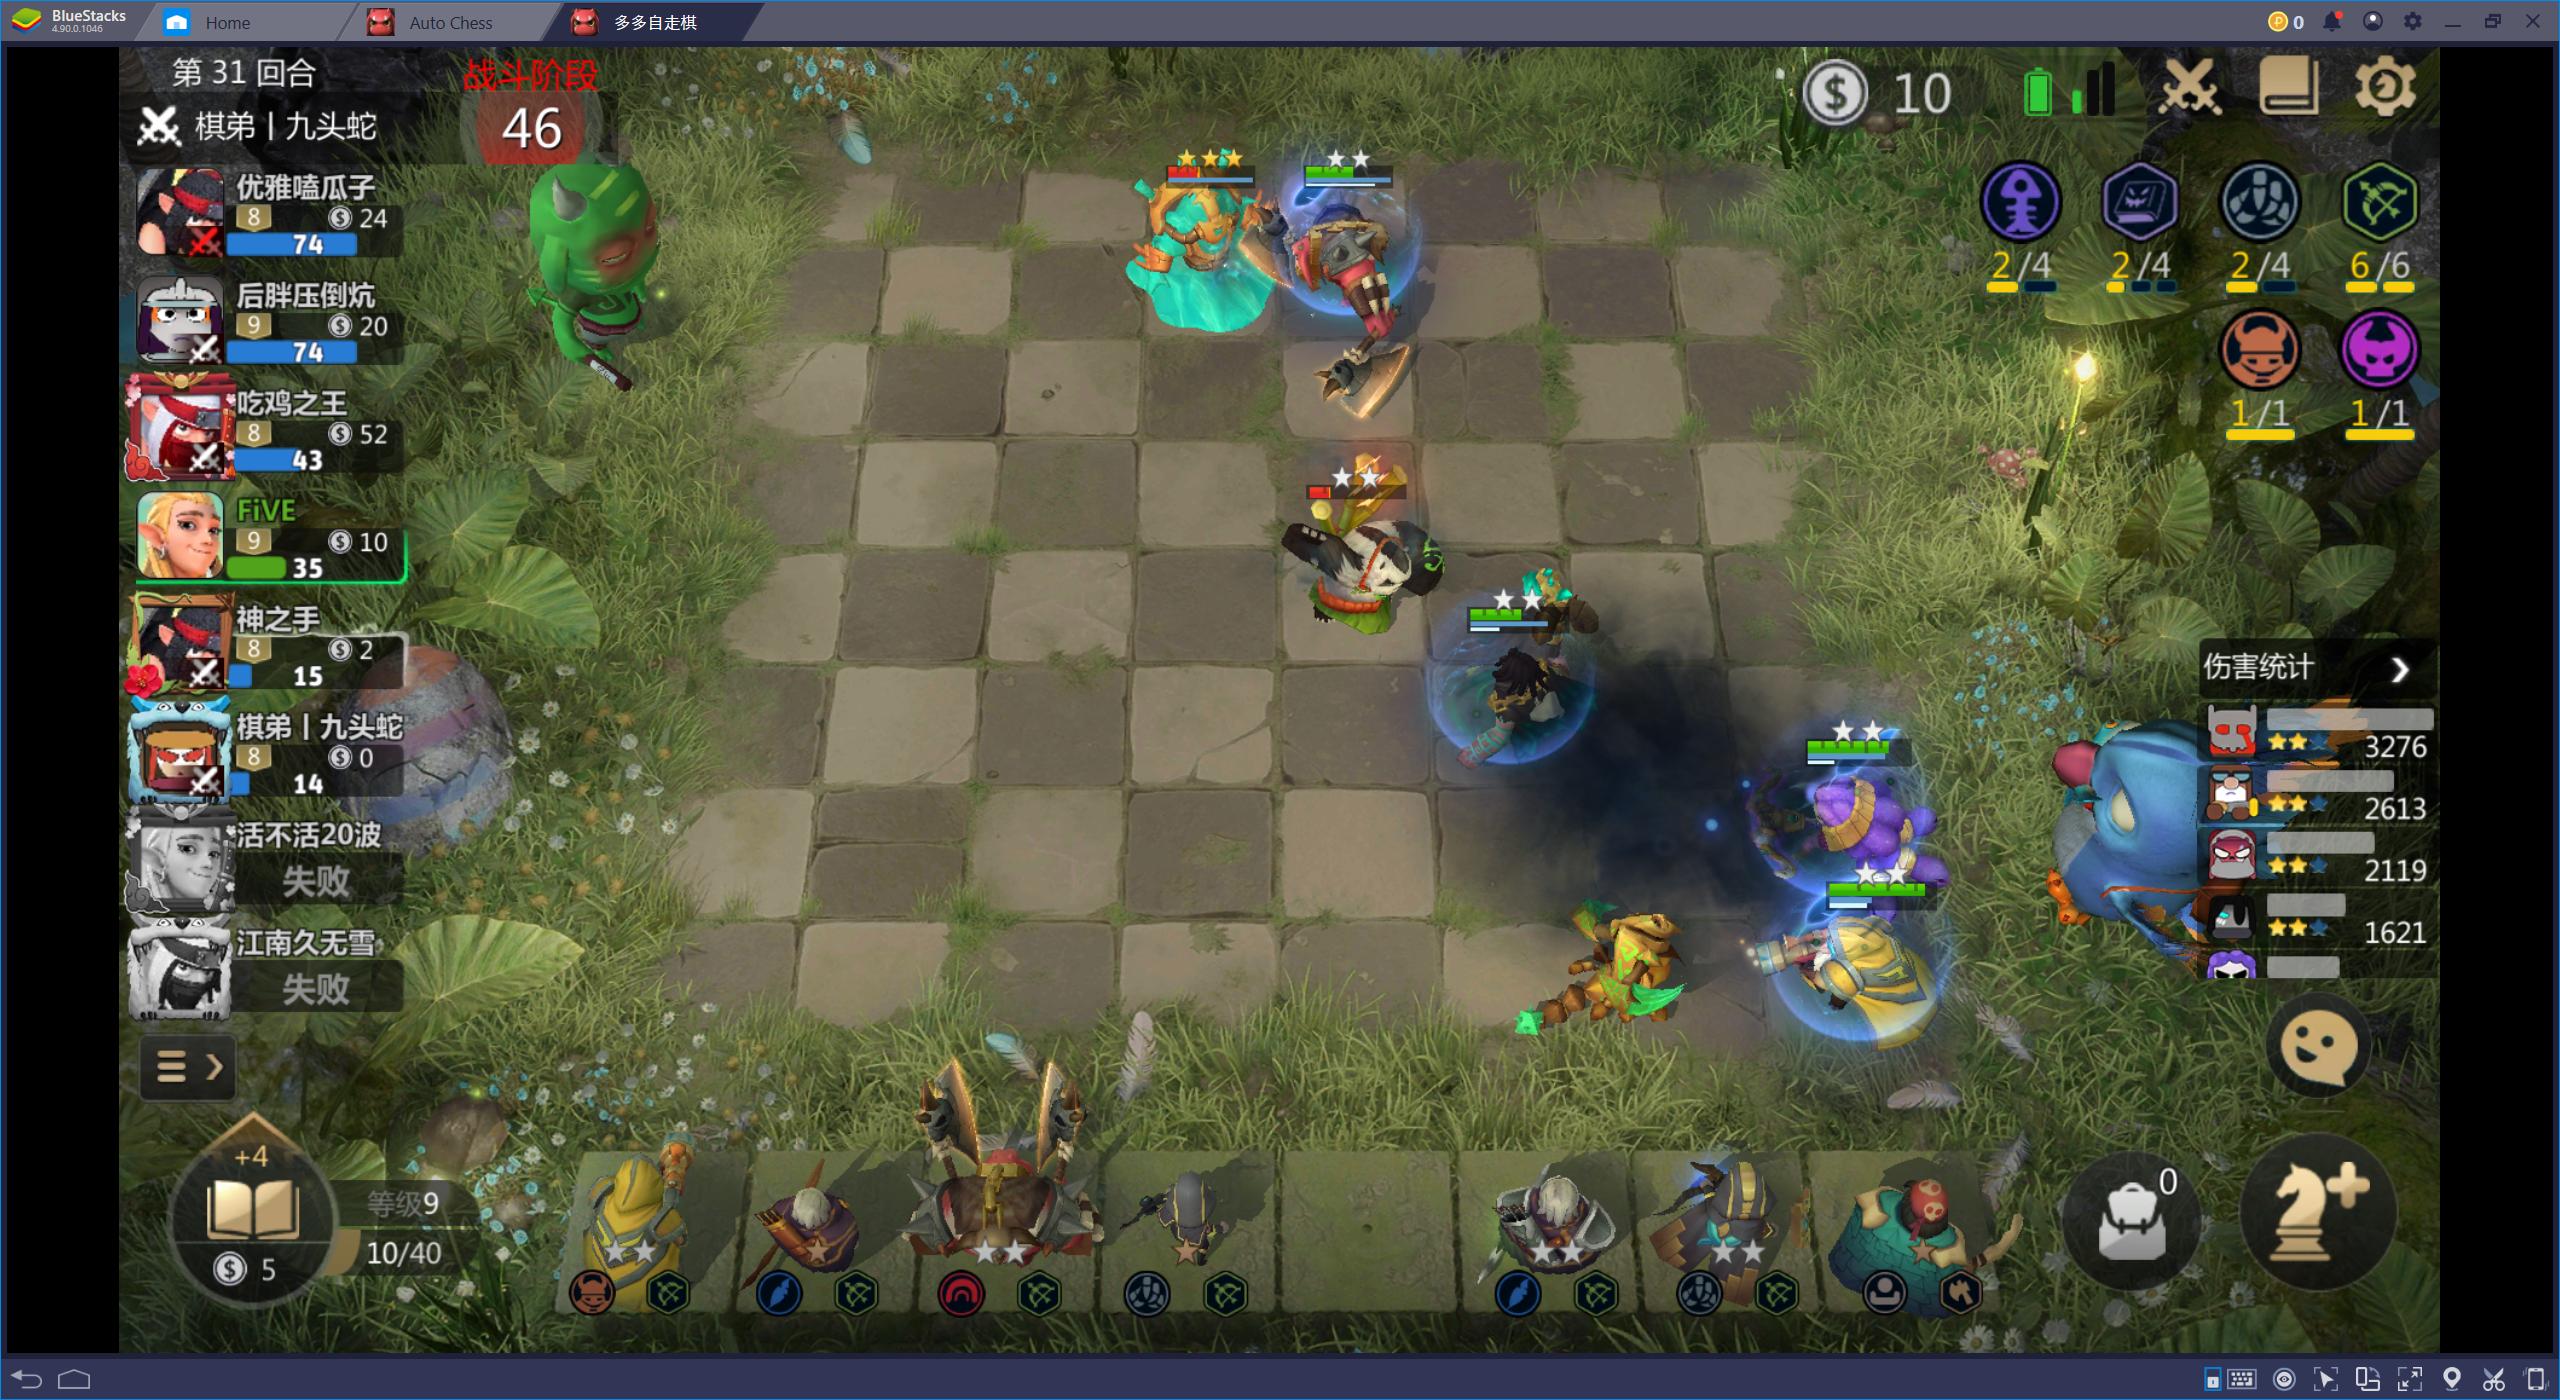 BlueStacks
4.90.0.1046
Home
Auto Chess
多多自走棋
0
第 31 回合
战斗阶段
棋弟丨九头蛇
46
10
优雅嗑瓜子
8
24
74
后胖压倒炕
9
20
74
吃鸡之王
8
52
43
FiVE
9
10
35
神之手
8
2
15
棋弟丨九头蛇
8
0
14
活不活20波
失败
江南久无雪
失败
2/4
2/4
2/4
6/6
1/1
1/1
伤害统计
3276
2613
2119
1621
+4
等级9
10/40
5
0